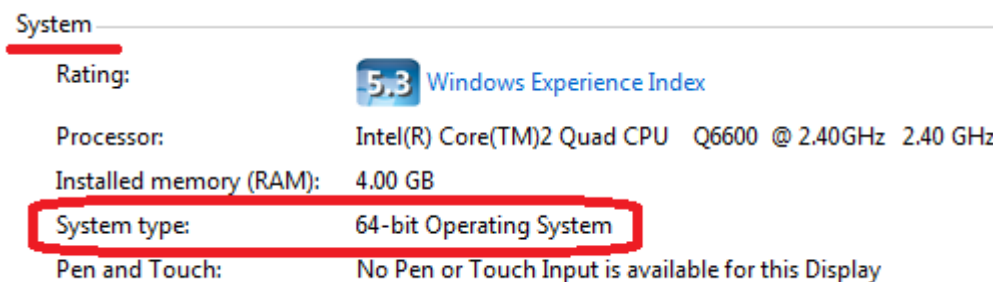 System
Rating: 5.3 Windows Experience Index
Processor: Intel(R) Core(TM)2 Quad CPU Q6600 @ 2.40GHz 2.40 GHz
Installed memory (RAM): 4.00 GB
System type: 64-bit Operating System
Pen and Touch: No Pen or Touch Input is available for this Display